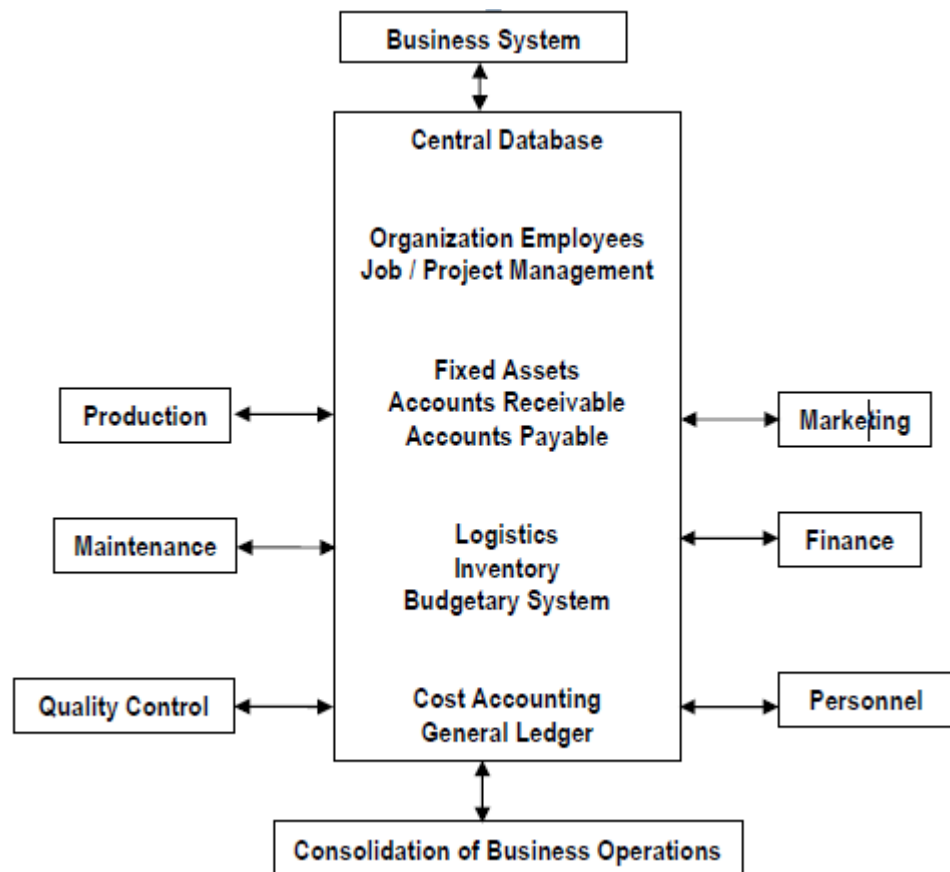 Business System
Central Database
Organization Employees
Job / Project Management
Fixed Assets
Accounts Receivable
Accounts Payable
Production
Marketing
Logistics
Inventory
Budgetary System
Maintenance
Finance
Cost Accounting
General Ledger
Quality Control
Personnel
Consolidation of Business Operations